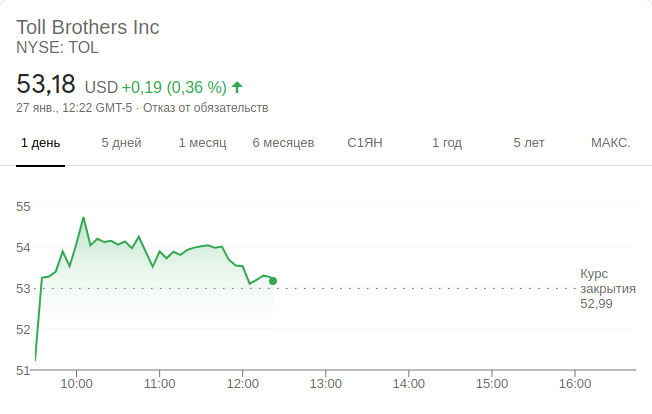 Toll Brothers Inc
NYSE: TOL
53,18 USD +0,19 (0,36 %)
27 янв., 12:22 GMT-5 · Отказ от обязательств
1 день 5 дней 1 месяц 6 месяцев С1ЯН 1 год 5 лет МАКС.
55
54
53
52
51
Курс
закрытия
52,99
10:00 11:00 12:00 13:00 14:00 15:00 16:00